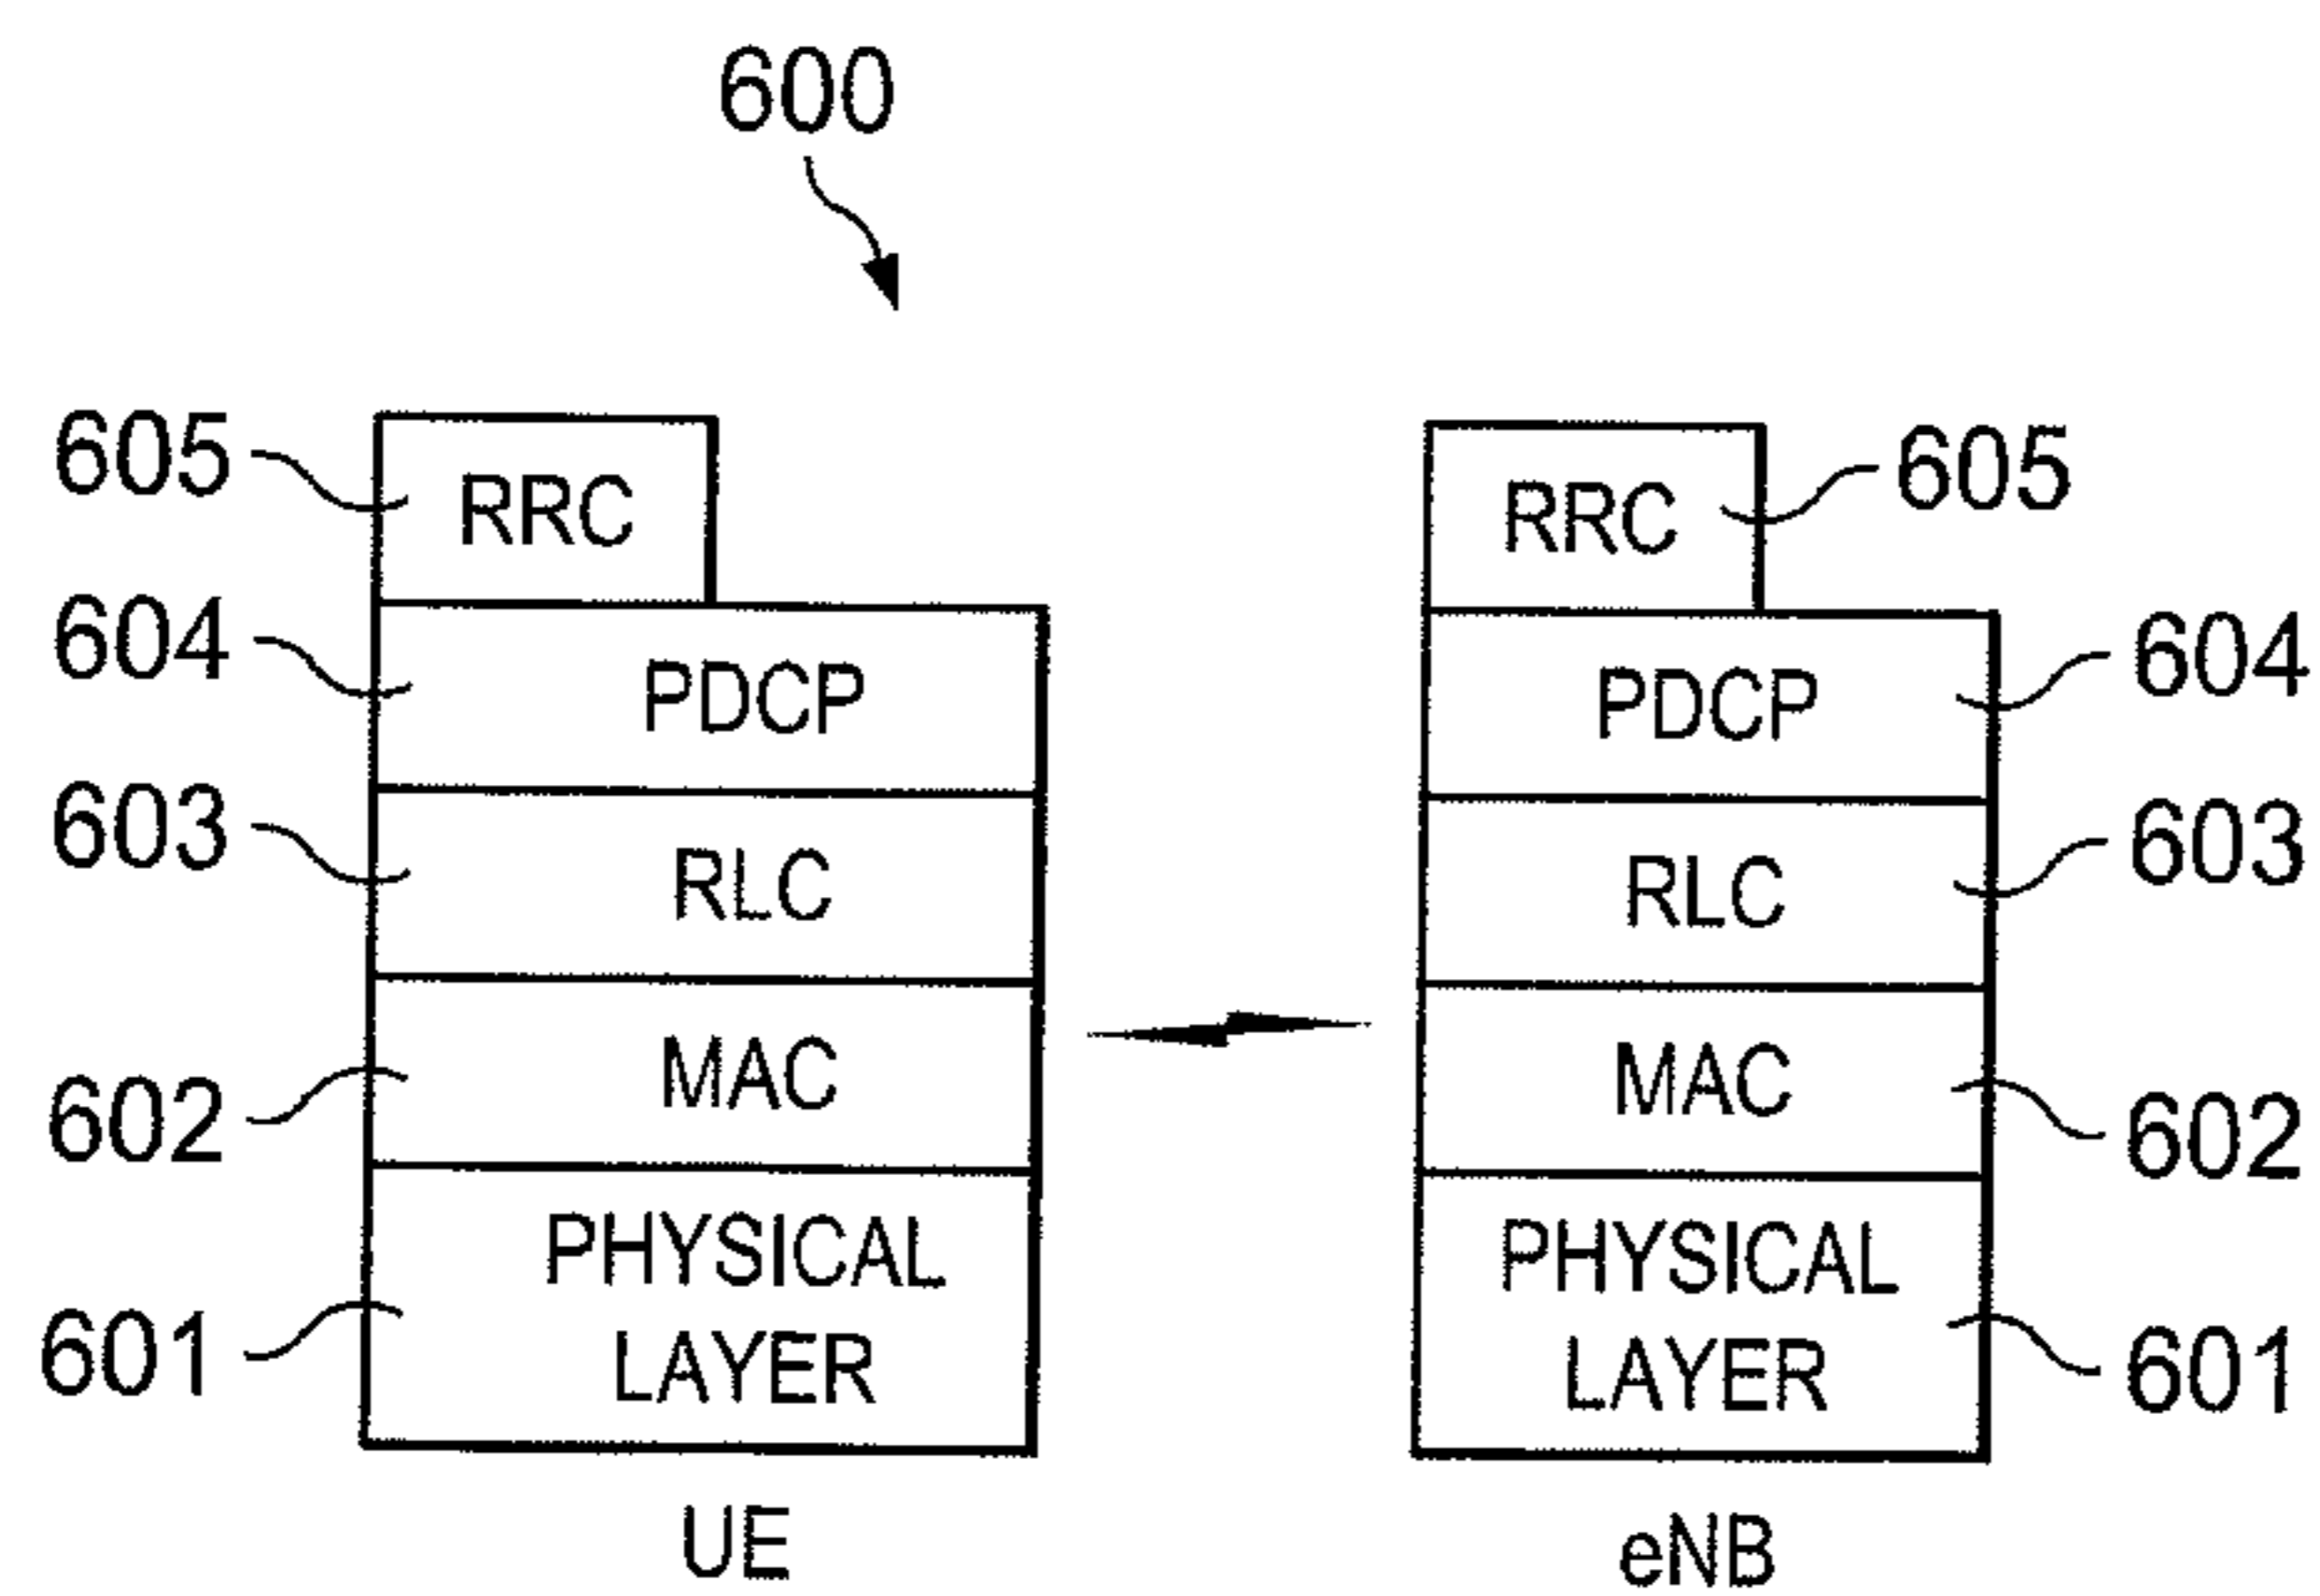 600
605
RRC
RRC
605
604
PDCP
PDCP
604
603
RLC
RLC
603
602
MAC
MAC
602
601
PHYSICAL
LAYER
PHYSICAL
LAYER
601
UE
eNB